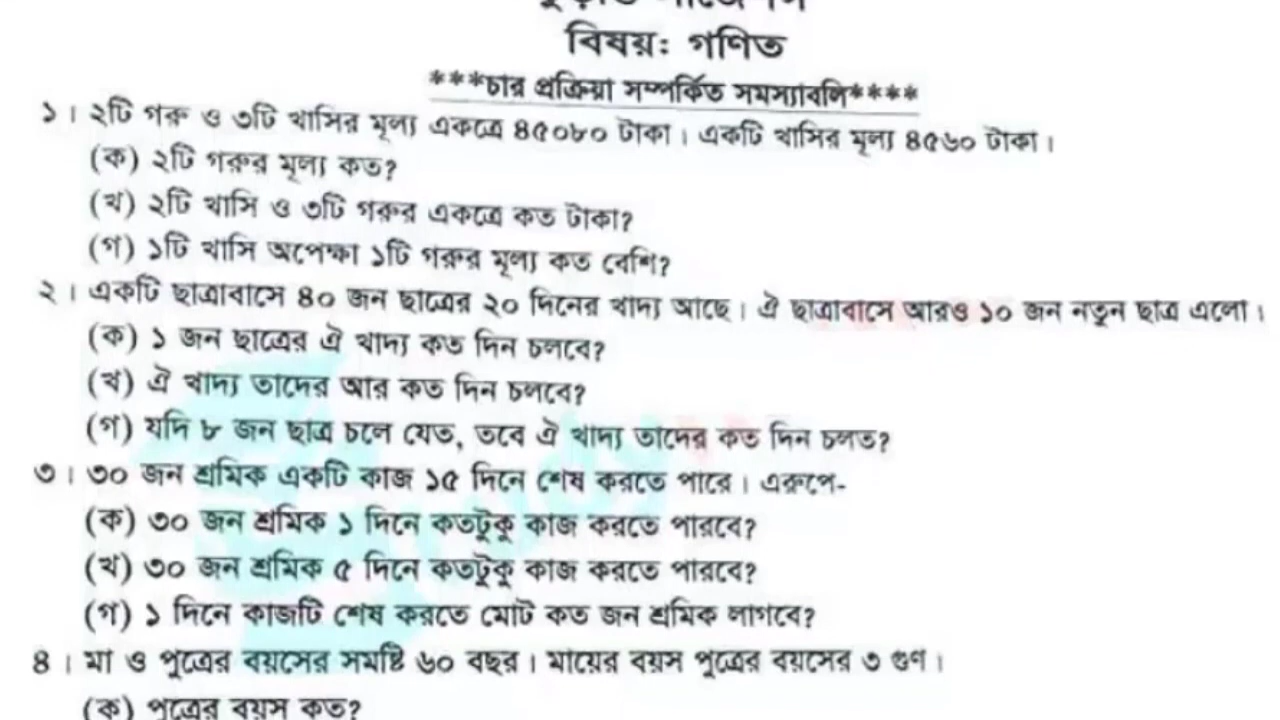 বিষয়ঃ গণিত
***চার প্রক্রিয়া সম্পর্কিত সমস্যাবলি****
১। ২টি গরু ও ৩টি খাসির মূল্য একত্রে ৪৫০৮০ টাকা। একটি খাসির মূল্য ৪৫৬০ টাকা।
(ক) ২টি গরুর মূল্য কত?
(খ) ২টি খাসি ও ৩টি গরুর একত্রে কত টাকা?
(গ) ১টি খাসি অপেক্ষা ১টি গরুর মূল্য কত বেশি?
২। একটি ছাত্রাবাসে ৪০ জন ছাত্রের ২০ দিনের খাদ্য আছে। ঐ ছাত্রাবাসে আরও ১০ জন নতুন ছাত্র এলো।
(ক) ১ জন ছাত্রের ঐ খাদ্য কত দিন চলবে?
(খ) ঐ খাদ্য তাদের আর কত দিন চলবে?
(গ) যদি ৮ জন ছাত্র চলে যেত, তবে ঐ খাদ্য তাদের কত দিন চলত?
৩। ৩০ জন শ্রমিক একটি কাজ ১৫ দিনে শেষ করতে পারে। এরুপে-
(ক) ৩০ জন শ্রমিক ১ দিনে কতটুকু কাজ করতে পারবে?
(খ) ৩০ জন শ্রমিক ৫ দিনে কতটুকু কাজ করতে পারবে?
(গ) ১ দিনে কাজটি শেষ করতে মোট কত জন শ্রমিক লাগবে?
৪। মা ও পুত্রের বয়সের সমষ্টি ৬০ বছর। মায়ের বয়স পুত্রের বয়সের ৩ গুণ।
(ক) পুত্রের বয়স কত?